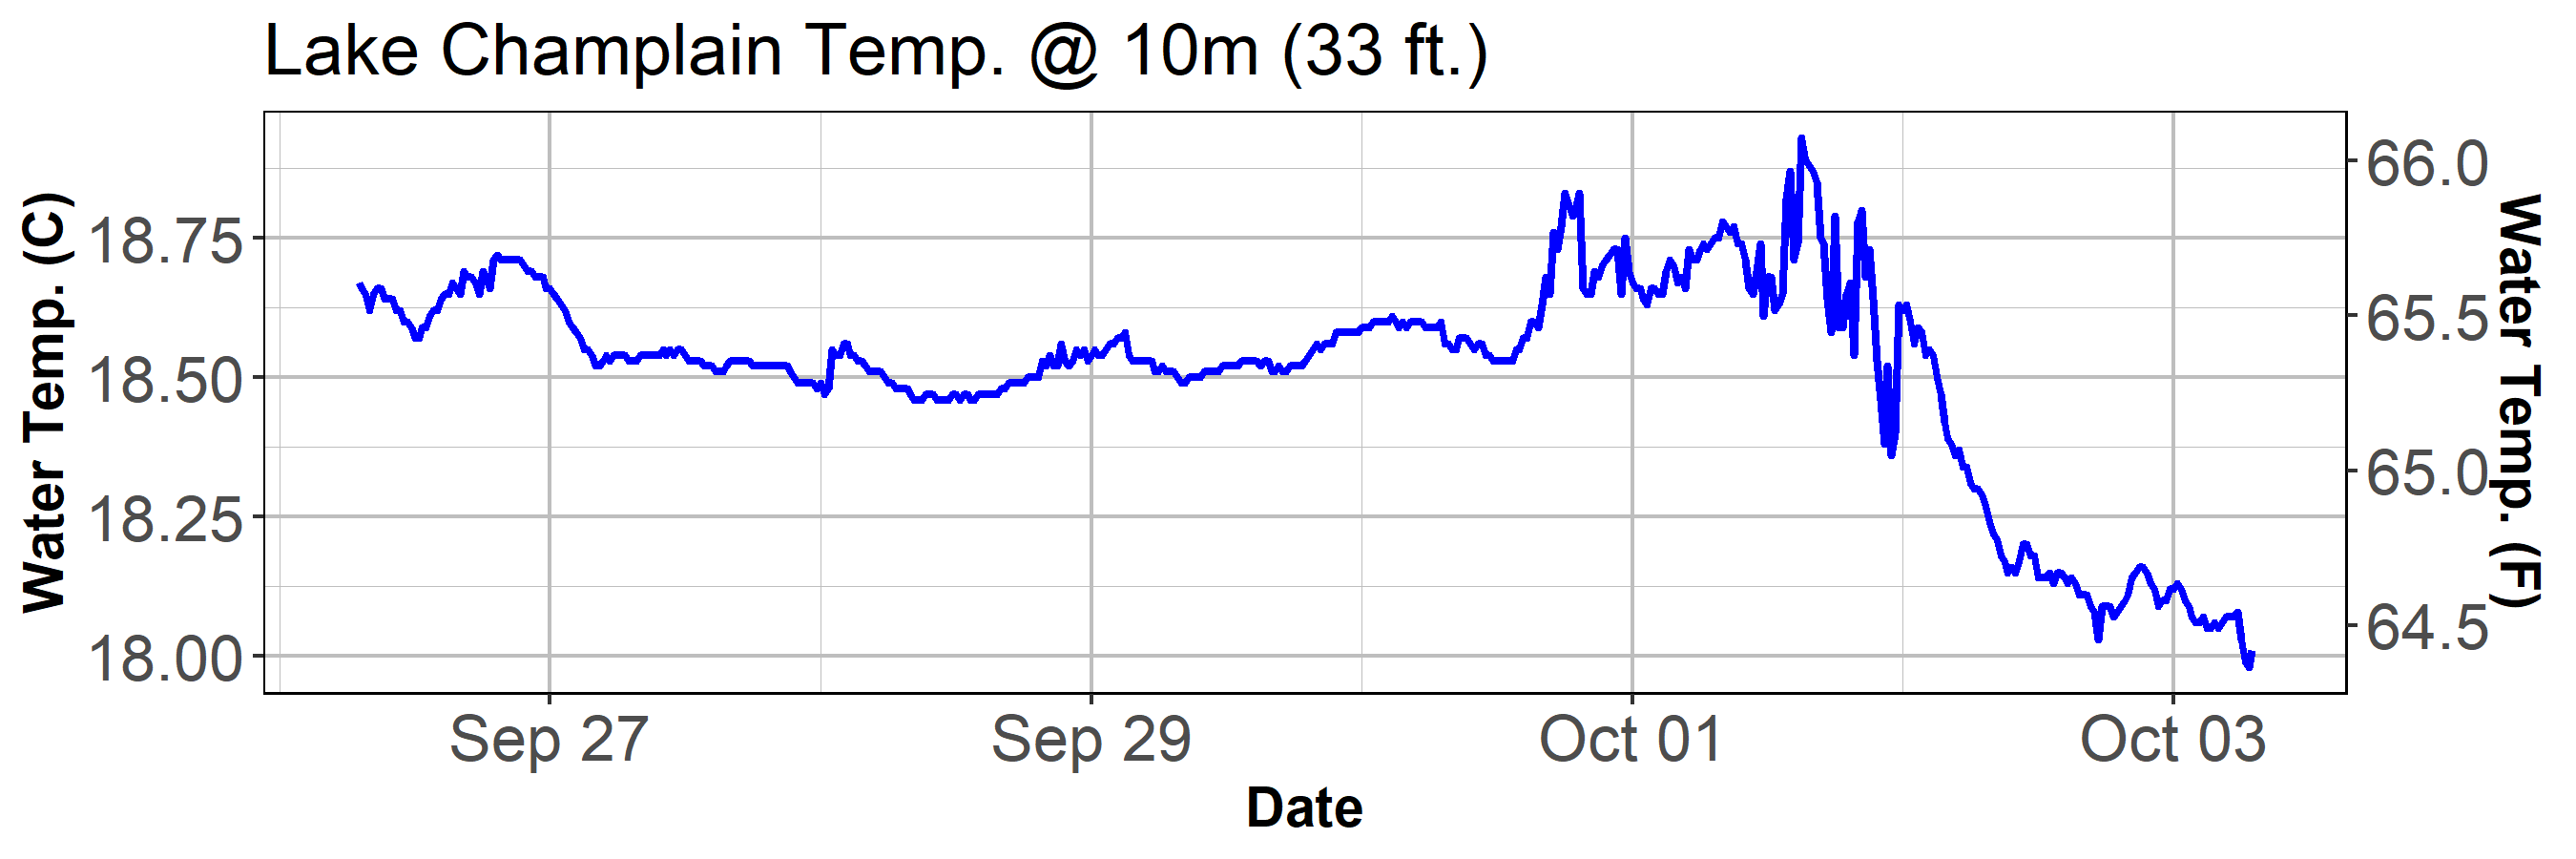 Lake Champlain Temp. @ 10m (33 ft.)
Water Temp. (C)
18.75
18.50
18.25
18.00
66.0
65.5
65.0
64.5
Water Temp. (F)
Sep 27 Sep 29 Oct 01 Oct 03
Date